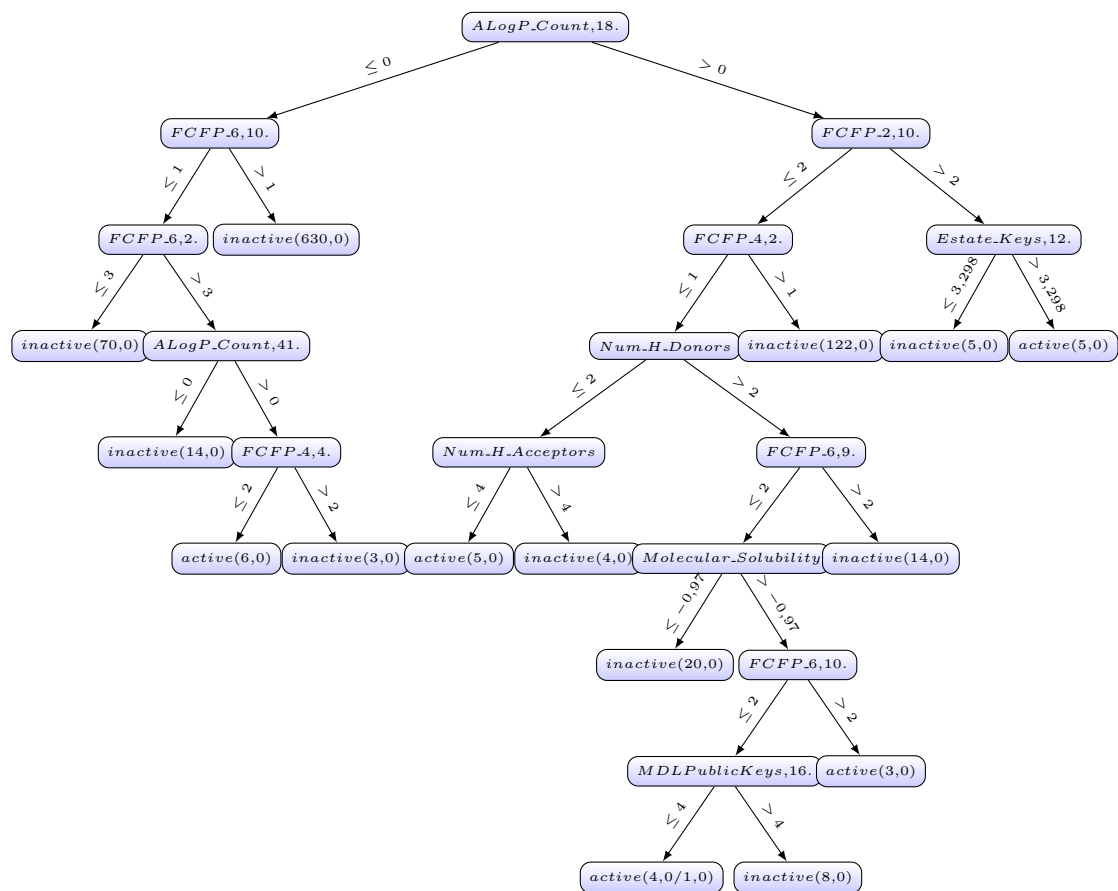 ALogP_Count,18.
≤ 0
> 0
FCFP_6,10.
FCFP_2,10.
≤ 1
> 1
≤ 2
> 2
FCFP_6,2.
inactive(630,0)
FCFP_4,2.
Estate_Keys,12.
≤ 3
> 3
≤ 1
> 1
≤ 3,298
> 3,298
inactive(70,0)
ALogP_Count,41.
Num_H_Donors
inactive(122,0)
inactive(5,0)
active(5,0)
≤ 0
> 0
≤ 2
> 2
inactive(14,0)
FCFP_4,4.
Num_H_Acceptors
FCFP_6,9.
≤ 2
> 2
≤ 4
> 4
≤ 2
> 2
active(6,0)
inactive(3,0)
active(5,0)
inactive(4,0)
Molecular_Solubility
inactive(14,0)
≤ −0,97
> −0,97
inactive(20,0)
FCFP_6,10.
≤ 2
> 2
MDLPublicKeys,16.
active(3,0)
≤ 4
> 4
active(4,0/1,0)
inactive(8,0)